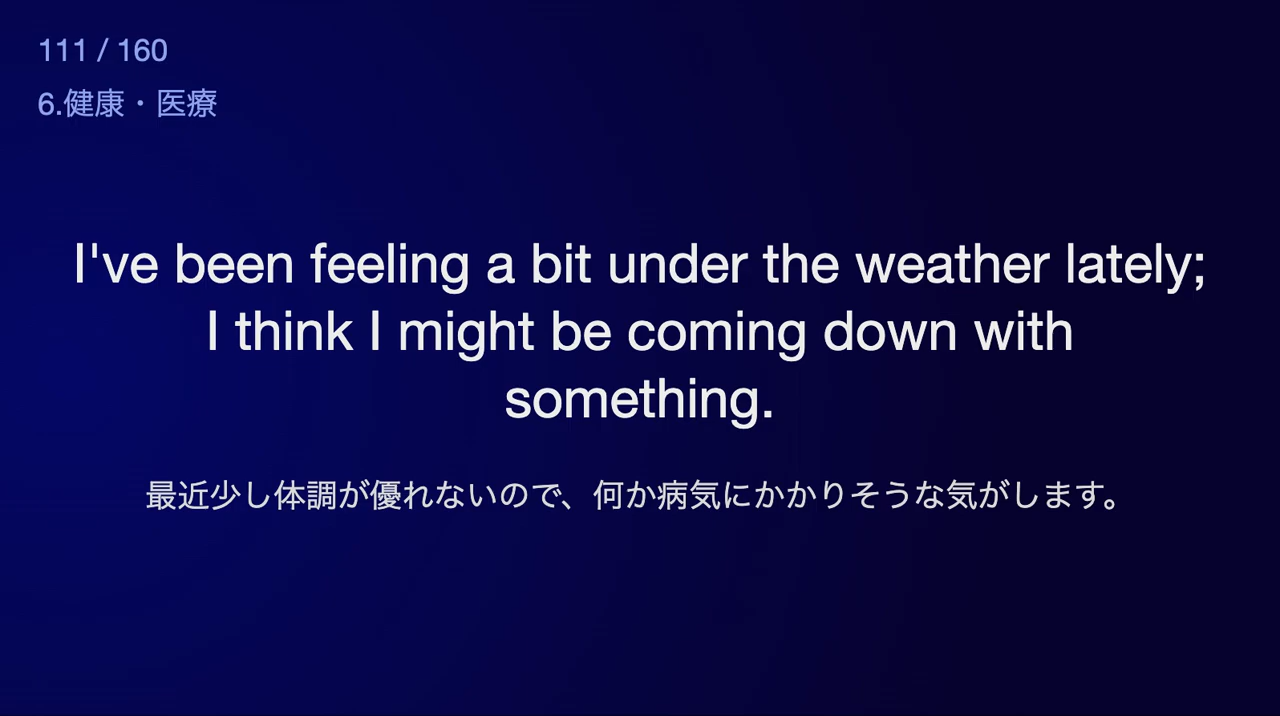 111 / 160
6.健康・医療
I've been feeling a bit under the weather lately;
I think I might be coming down with
something.
最近少し体調が優れないので、何か病気にかかりそうな気がします。